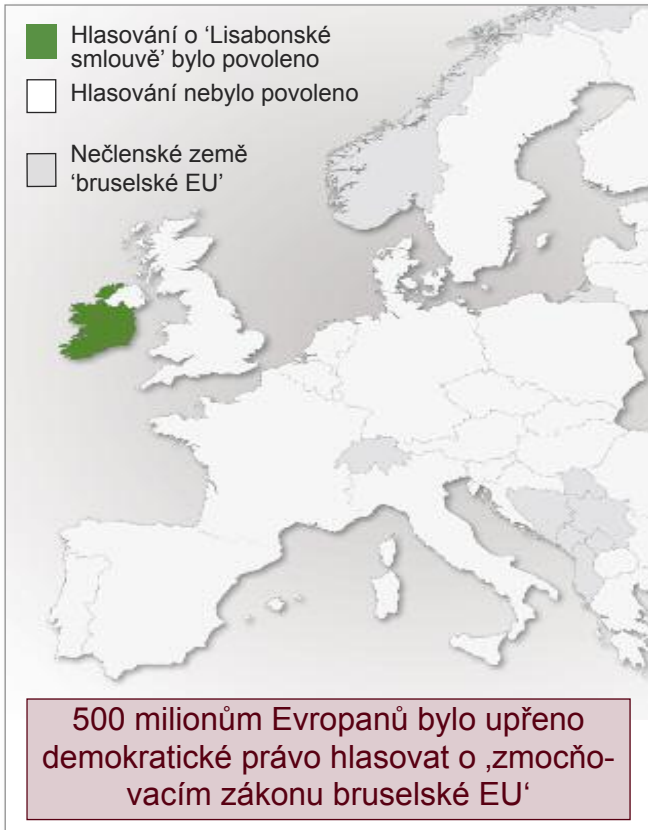 Hlasování o ‘Lisabonské
smlouvě’ bylo povoleno
Hlasování nebylo povoleno
Nečlenské země
‘bruselské EU’
500 milionům Evropanů bylo upřeno
demokratické právo hlasovat o ‚zmocňo-
vacím zákonu bruselské EU‘